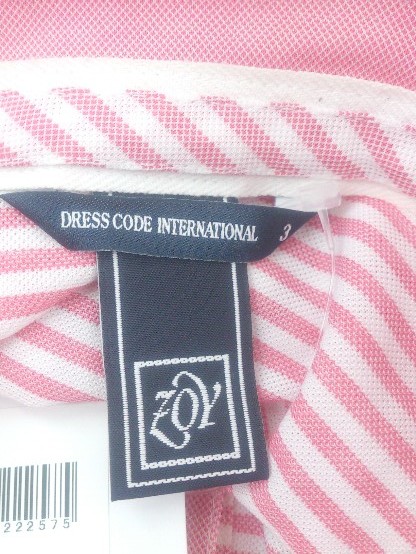 DRESS CODE INTERNATIONAL 3
ZOY
222575